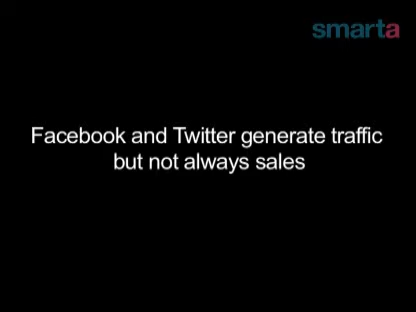 smarta
Facebook and Twitter generate traffic
but not always sales